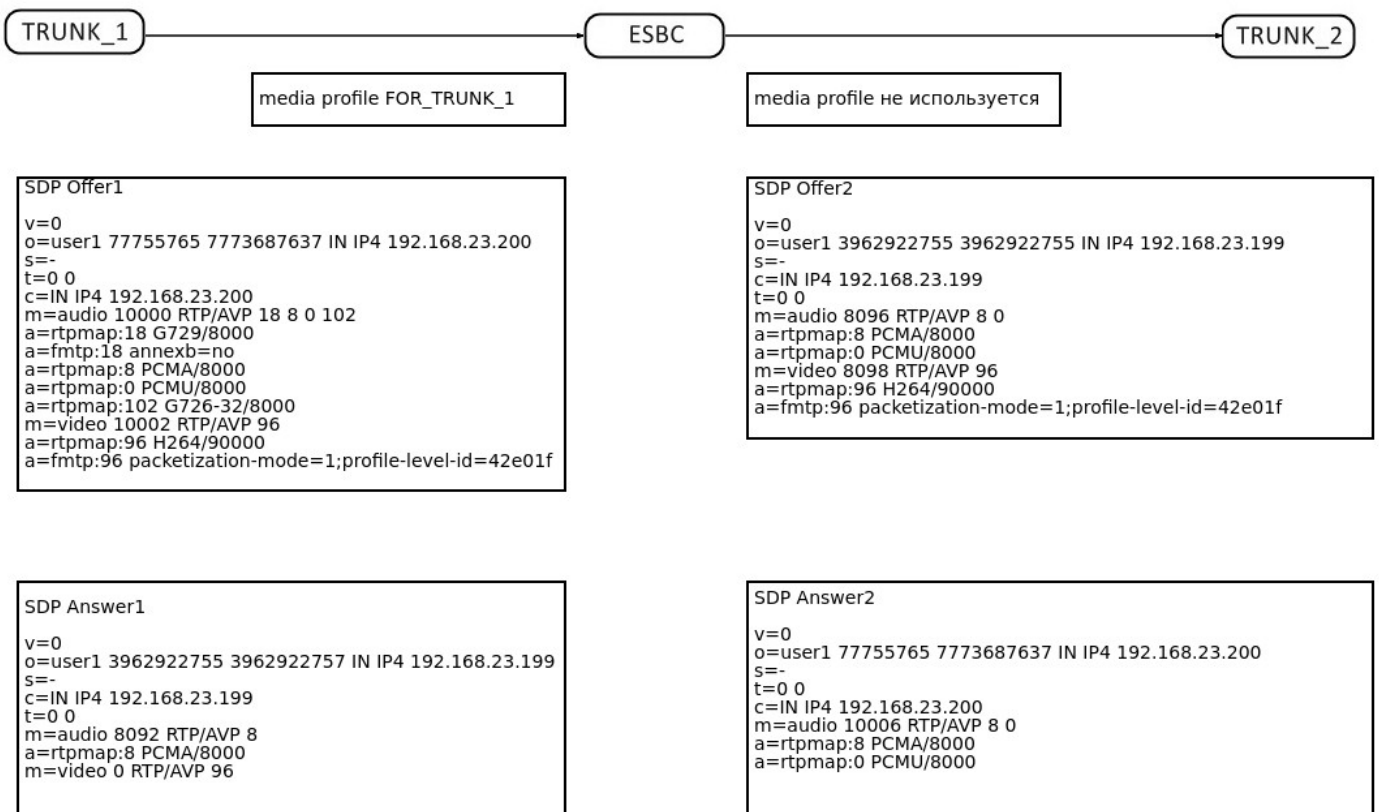 TRUNK_1
ESBC
TRUNK_2
media profile FOR_TRUNK_1
media profile не используется
SDP Offer1
v=0
o=user1 77755765 7773687637 IN IP4 192.168.23.200
s=-
t=0 0
c=IN IP4 192.168.23.200
m=audio 10000 RTP/AVP 18 8 0 102
a=rtpmap:18 G729/8000
a=fmtp:18 annexb=no
a=rtpmap:8 PCMA/8000
a=rtpmap:0 PCMU/8000
a=rtpmap:102 G726-32/8000
m=video 10002 RTP/AVP 96
a=rtpmap:96 H264/90000
a=fmtp:96 packetization-mode=1;profile-level-id=42e01f
SDP Offer2
v=0
o=user1 3962922755 3962922755 IN IP4 192.168.23.199
s=-
c=IN IP4 192.168.23.199
t=0 0
m=audio 8096 RTP/AVP 8 0
a=rtpmap:8 PCMA/8000
a=rtpmap:0 PCMU/8000
m=video 8098 RTP/AVP 96
a=rtpmap:96 H264/90000
a=fmtp:96 packetization-mode=1;profile-level-id=42e01f
SDP Answer1
v=0
o=user1 3962922755 3962922757 IN IP4 192.168.23.199
s=-
c=IN IP4 192.168.23.199
t=0 0
m=audio 8092 RTP/AVP 8
a=rtpmap:8 PCMA/8000
m=video 0 RTP/AVP 96
SDP Answer2
v=0
o=user1 77755765 7773687637 IN IP4 192.168.23.200
s=-
t=0 0
c=IN IP4 192.168.23.200
m=audio 10006 RTP/AVP 8 0
a=rtpmap:8 PCMA/8000
a=rtpmap:0 PCMU/8000